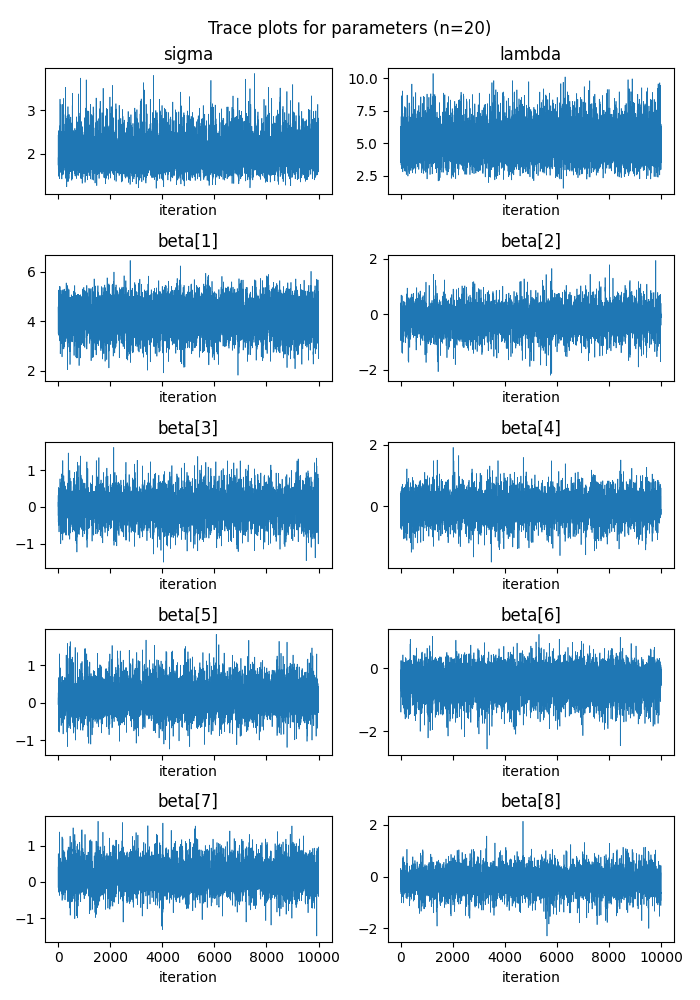 Trace plots for parameters (n=20)
sigma
3
2
iteration
lambda
10.0
7.5
5.0
2.5
iteration
beta[1]
6
4
2
iteration
beta[2]
2
0
−2
iteration
beta[3]
1
0
−1
iteration
beta[4]
2
0
iteration
beta[5]
1
0
−1
iteration
beta[6]
0
−2
iteration
beta[7]
1
0
−1
0 2000 4000 6000 8000 10000
iteration
beta[8]
2
0
−2
0 2000 4000 6000 8000 10000
iteration